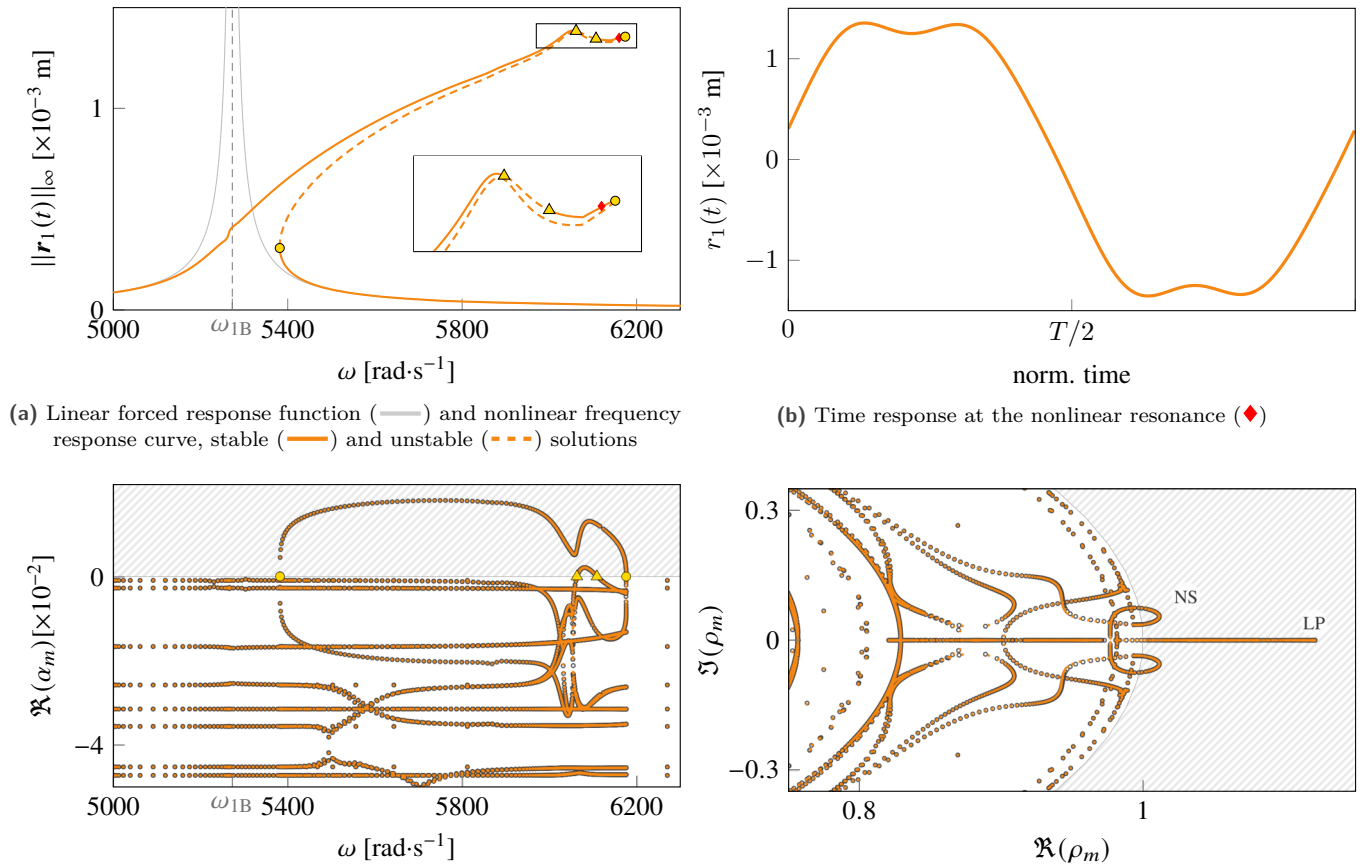 1
0
5000
5400
5800
6200
ω1B
||r1(t)||∞ [×10−3 m]
ω [rad·s−1]
1
0
−1
0
T/2
r1(t) [×10−3 m]
norm. time
(a) Linear forced response function ( ) and nonlinear frequency
response curve, stable ( ) and unstable ( ) solutions
(b) Time response at the nonlinear resonance ( )
0
−4
5000
5400
5800
6200
ω1B
ℜ(αm)[×10−2]
ω [rad·s−1]
0.3
0
−0.3
0.8
1
NS
LP
ℑ(ρm)
ℜ(ρm)